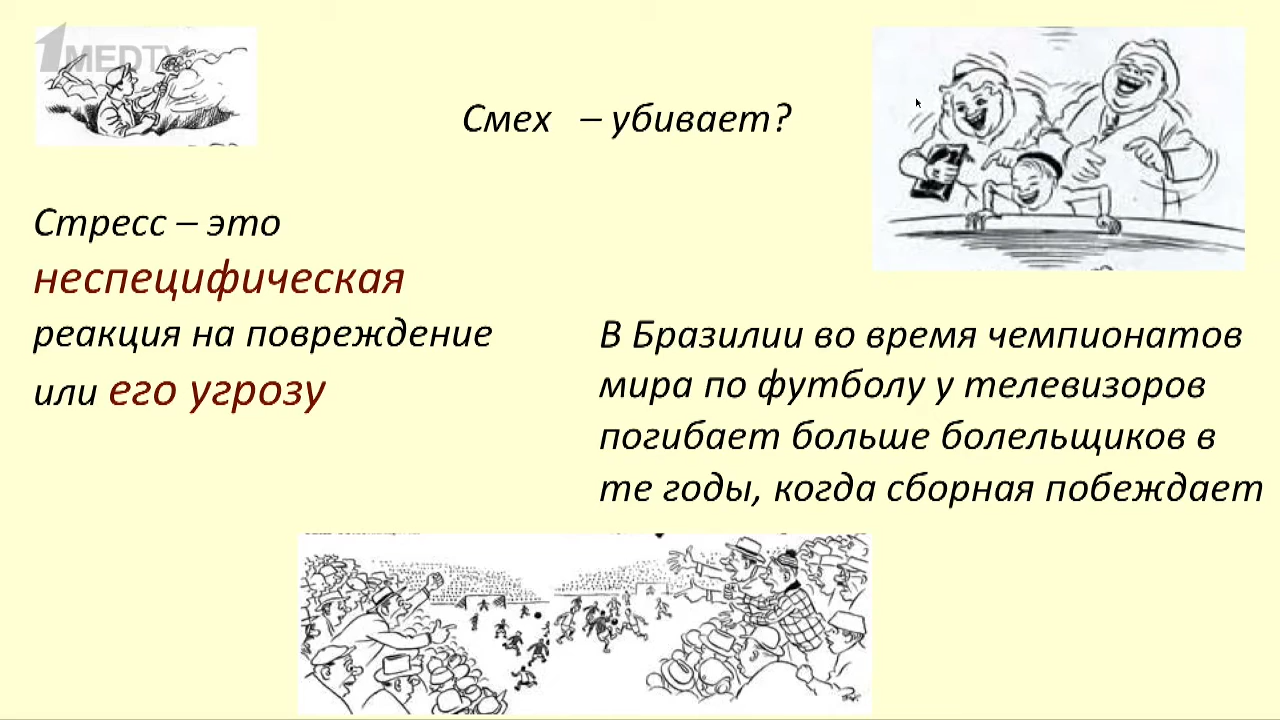 1MEDTV
Смех – убивает?
Стресс – это
неспецифическая
реакция на повреждение
или его угрозу
В Бразилии во время чемпионатов
мира по футболу у телевизоров
погибает больше болельщиков в
те годы, когда сборная побеждает